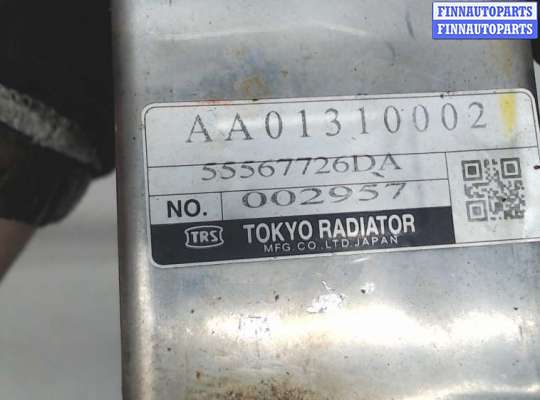 FINNAUTOPARTS
FINNAUTOPARTS
AA01310002
55567726DA
NO. 002957
TRS TOKYO RADIATOR
MFG.CO.,LTD.JAPAN